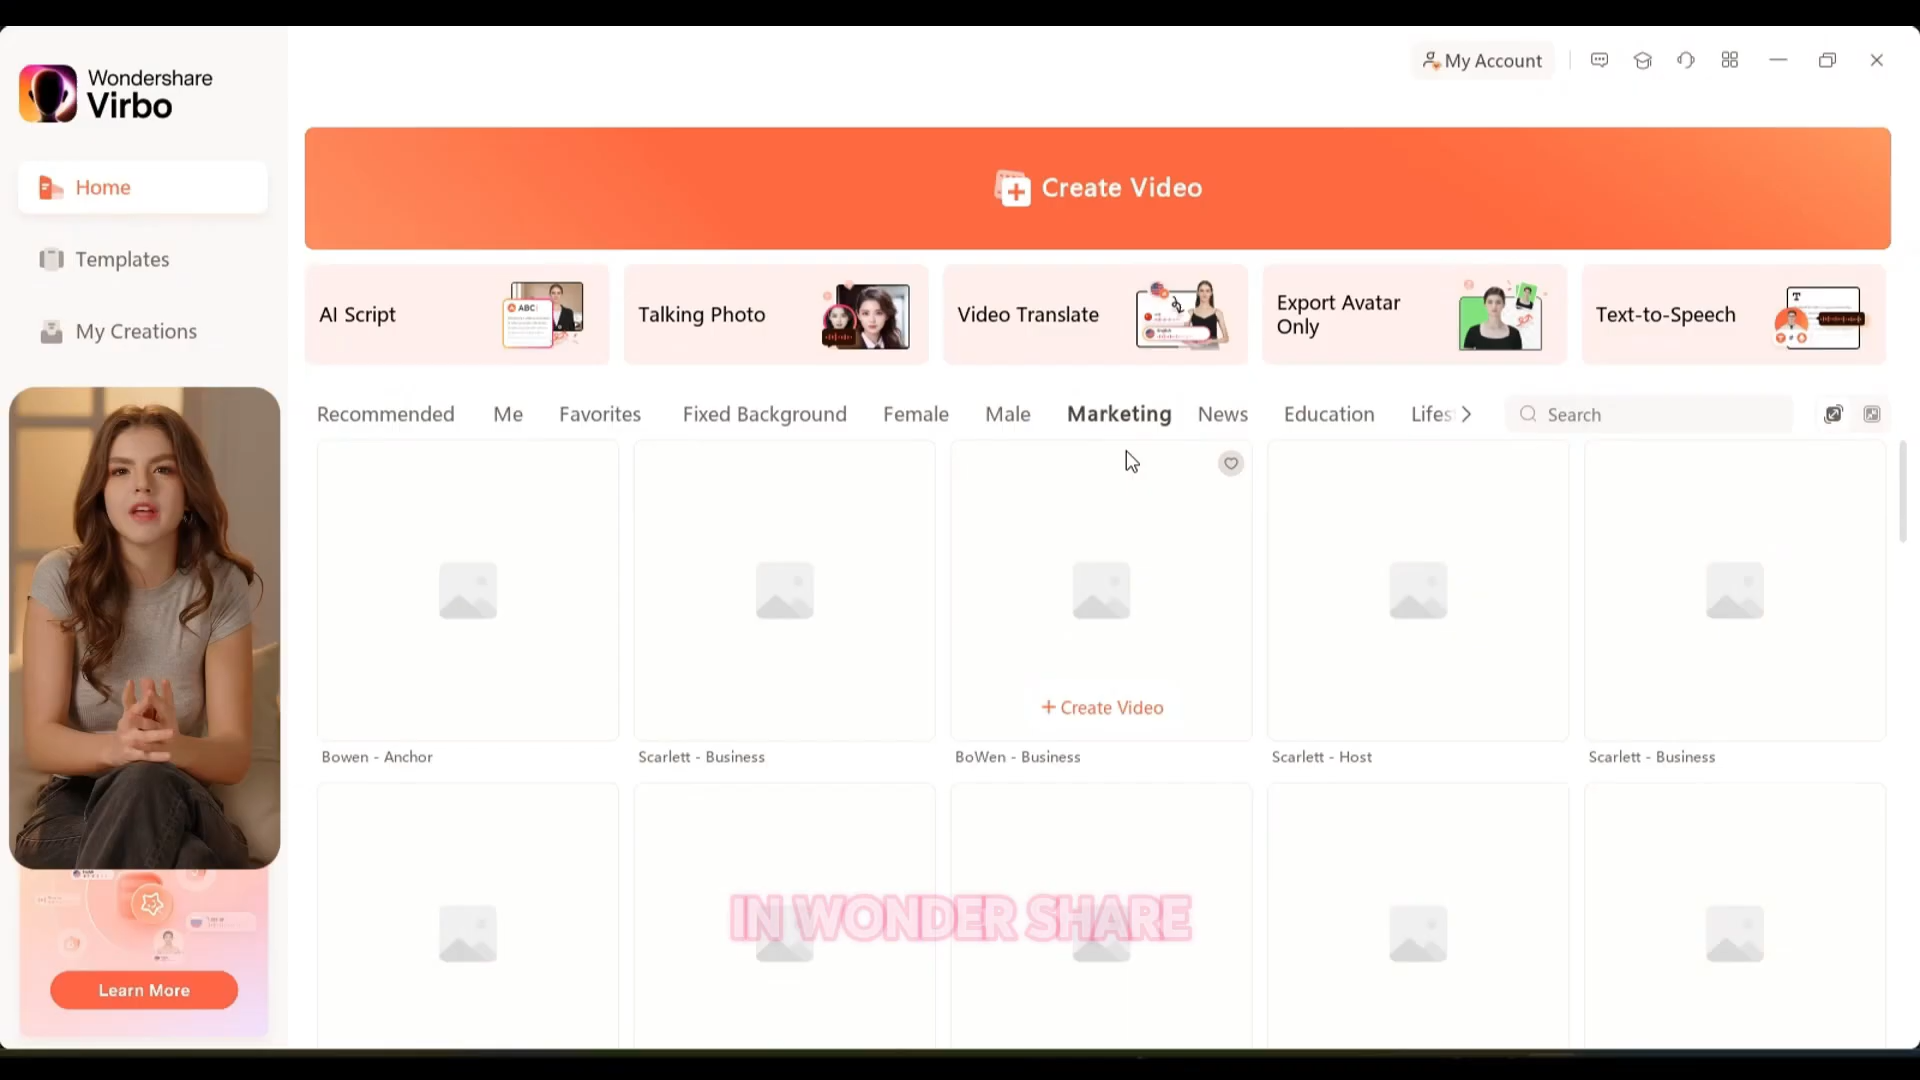 Wondershare
Virbo
My Account
Home
Templates
My Creations
Create Video
AI Script
ABC
Talking Photo
Video Translate
Export Avatar
Only
Text-to-Speech
T
Recommended
Me
Favorites
Fixed Background
Female
Male
Marketing
News
Education
Lifes
Search
+ Create Video
Bowen - Anchor
Scarlett - Business
BoWen - Business
Scarlett - Host
Scarlett - Business
IN WONDER SHARE
Learn More